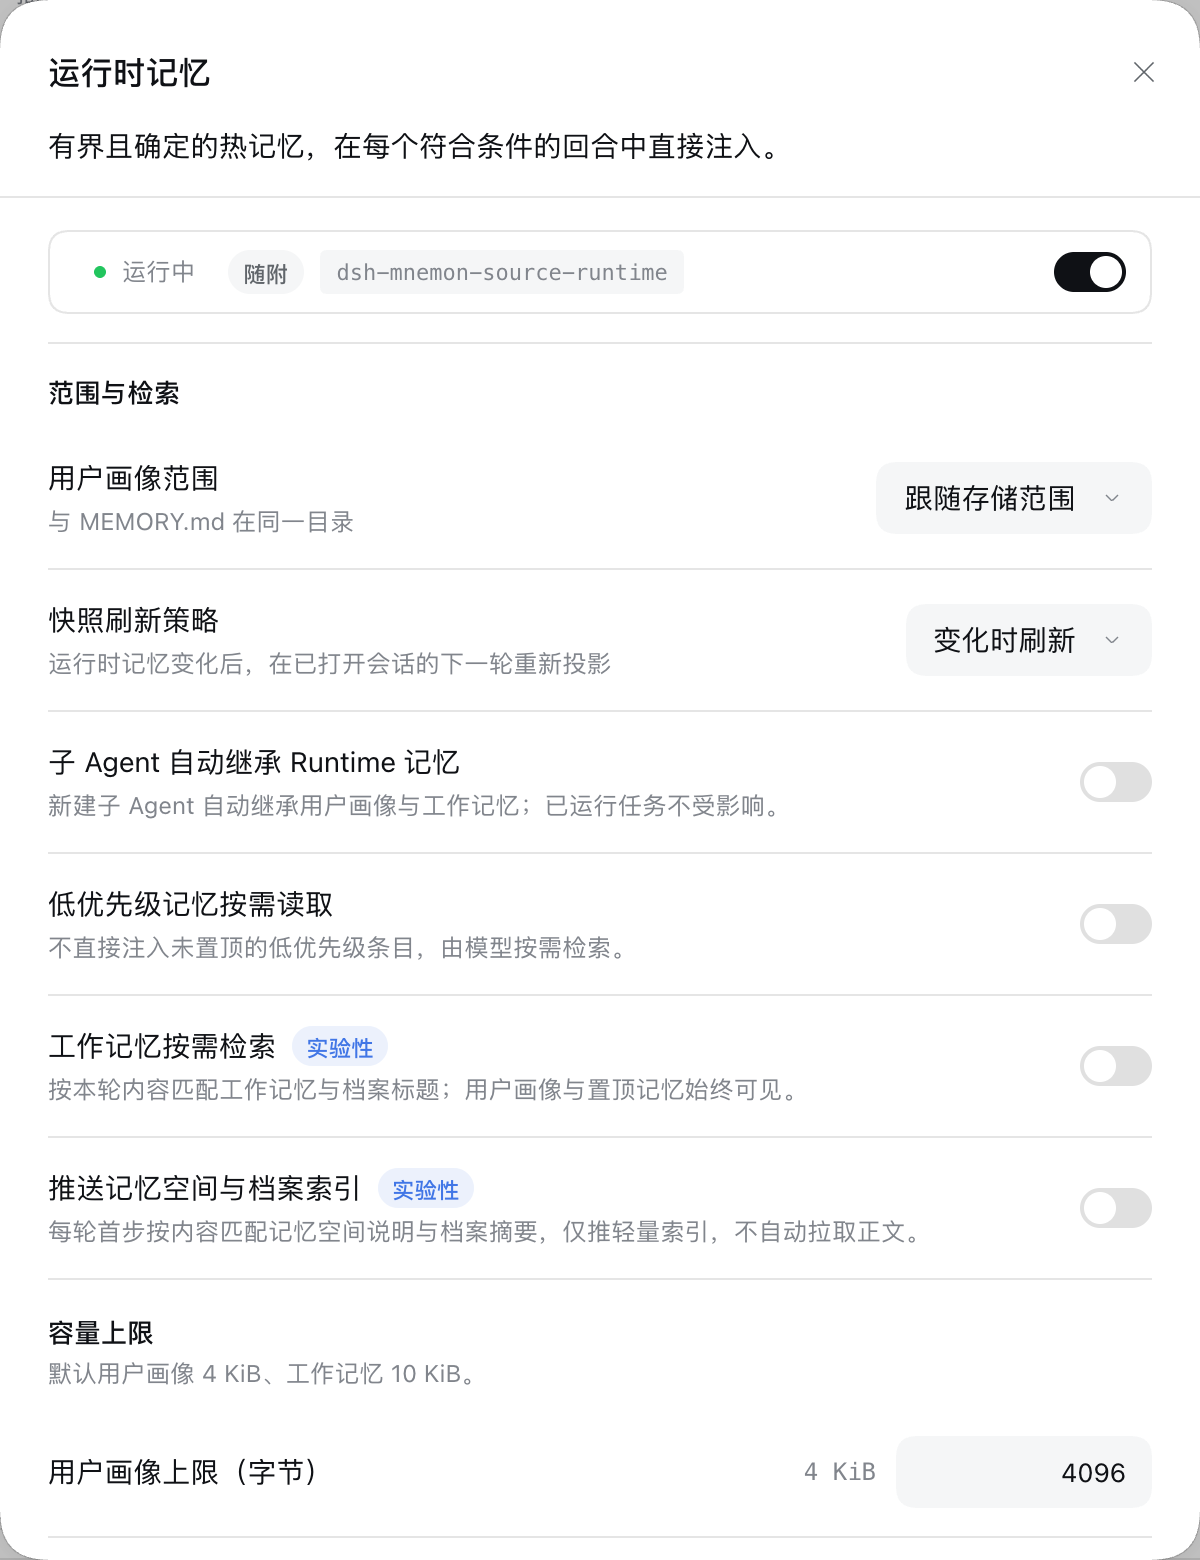 运行时记忆
有界且确定的热记忆，在每个符合条件的回合中直接注入。
运行中 随附 dsh-mnemon-source-runtime
范围与检索
用户画像范围
与 MEMORY.md 在同一目录
跟随存储范围
快照刷新策略
运行时记忆变化后，在已打开会话的下一轮重新投影
变化时刷新
子 Agent 自动继承 Runtime 记忆
新建子 Agent 自动继承用户画像与工作记忆；已运行任务不受影响。
低优先级记忆按需读取
不直接注入未置顶的低优先级条目，由模型按需检索。
工作记忆按需检索 实验性
按本轮内容匹配工作记忆与档案标题；用户画像与置顶记忆始终可见。
推送记忆空间与档案索引 实验性
每轮首步按内容匹配记忆空间说明与档案摘要，仅推轻量索引，不自动拉取正文。
容量上限
默认用户画像 4 KiB、工作记忆 10 KiB。
用户画像上限（字节） 4 KiB 4096